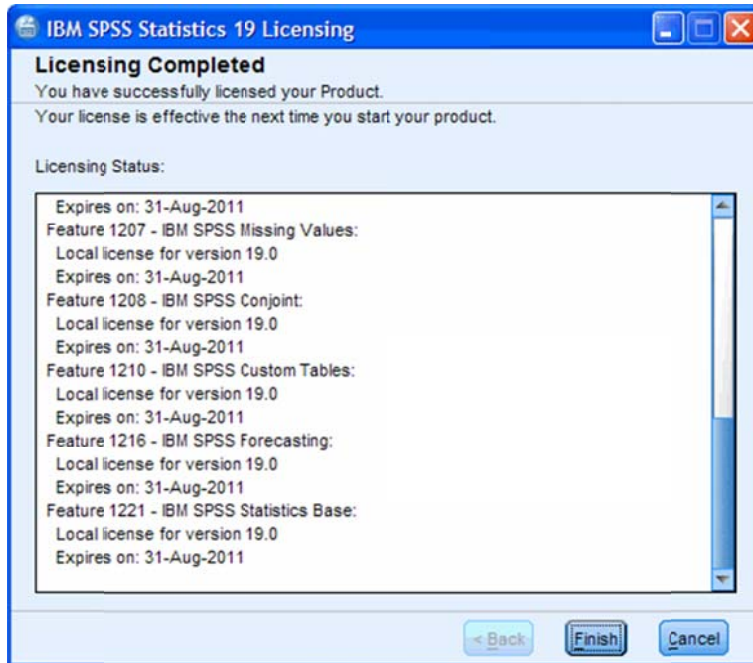 IBM SPSS Statistics 19 Licensing
Licensing Completed
You have successfully licensed your Product.
Your license is effective the next time you start your product.
Licensing Status:
Expires on: 31-Aug-2011
Feature 1207 - IBM SPSS Missing Values:
Local license for version 19.0
Expires on: 31-Aug-2011
Feature 1208 - IBM SPSS Conjoint:
Local license for version 19.0
Expires on: 31-Aug-2011
Feature 1210 - IBM SPSS Custom Tables:
Local license for version 19.0
Expires on: 31-Aug-2011
Feature 1216 - IBM SPSS Forecasting:
Local license for version 19.0
Expires on: 31-Aug-2011
Feature 1221 - IBM SPSS Statistics Base:
Local license for version 19.0
Expires on: 31-Aug-2011
< Back Finish Cancel